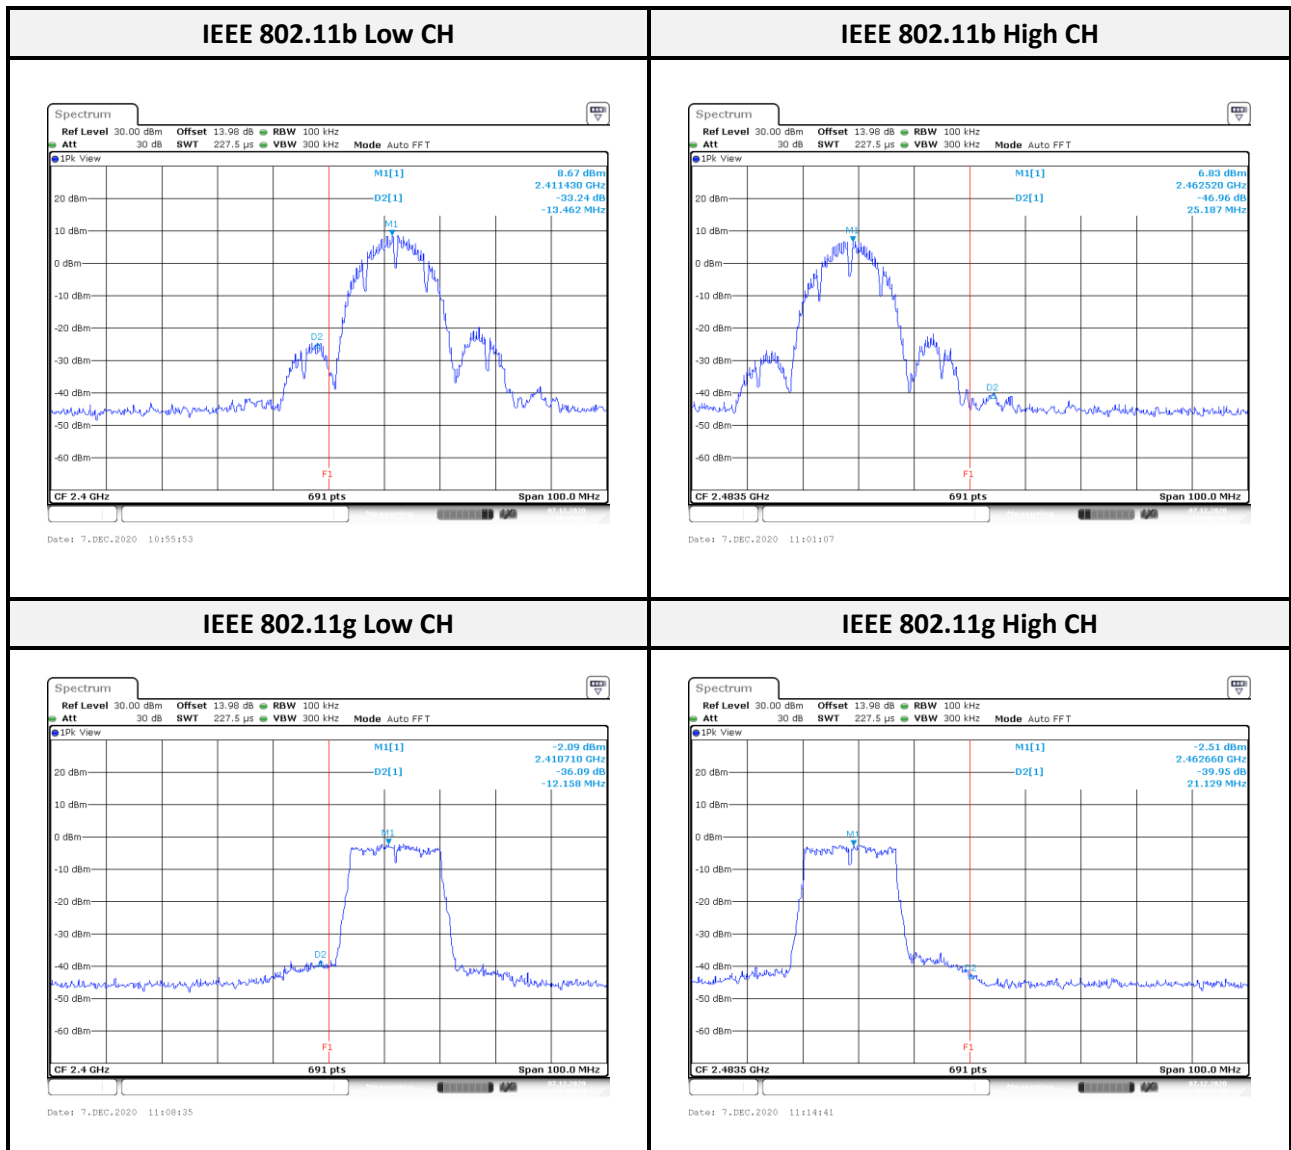 IEEE 802.11b Low CH
Spectrum
Ref Level 30.00 dBm Offset 13.98 dB RBW 100 kHz
Att 30 dB SWT 227.5 µs VBW 300 kHz Mode Auto FFT
1Pk View
M1[1] 8.67 dBm
2.411430 GHz
D2[1] -33.24 dB
-13.462 MHz
20 dBm
M1
10 dBm
0 dBm
-10 dBm
-20 dBm
D2
-30 dBm
-40 dBm
-50 dBm
-60 dBm
F1
CF 2.4 GHz 691 pts Span 100.0 MHz
Date: 7.DEC.2020 10:55:53
IEEE 802.11b High CH
Spectrum
Ref Level 30.00 dBm Offset 13.98 dB RBW 100 kHz
Att 30 dB SWT 227.5 µs VBW 300 kHz Mode Auto FFT
1Pk View
M1[1] 6.83 dBm
2.462520 GHz
D2[1] -46.96 dB
25.187 MHz
20 dBm
10 dBm
M1
0 dBm
-10 dBm
-20 dBm
-30 dBm
D2
-40 dBm
-50 dBm
-60 dBm
F1
CF 2.4835 GHz 691 pts Span 100.0 MHz
Date: 7.DEC.2020 11:01:07
IEEE 802.11g Low CH
Spectrum
Ref Level 30.00 dBm Offset 13.98 dB RBW 100 kHz
Att 30 dB SWT 227.5 µs VBW 300 kHz Mode Auto FFT
1Pk View
M1[1] -2.09 dBm
2.410710 GHz
D2[1] -36.09 dB
-12.158 MHz
20 dBm
10 dBm
M1
0 dBm
-10 dBm
-20 dBm
-30 dBm
D2
-40 dBm
-50 dBm
-60 dBm
F1
CF 2.4 GHz 691 pts Span 100.0 MHz
Date: 7.DEC.2020 11:08:35
IEEE 802.11g High CH
Spectrum
Ref Level 30.00 dBm Offset 13.98 dB RBW 100 kHz
Att 30 dB SWT 227.5 µs VBW 300 kHz Mode Auto FFT
1Pk View
M1[1] -2.51 dBm
2.462660 GHz
D2[1] -39.95 dB
21.129 MHz
20 dBm
10 dBm
M1
0 dBm
-10 dBm
-20 dBm
-30 dBm
-40 dBm
D2
-50 dBm
-60 dBm
F1
CF 2.4835 GHz 691 pts Span 100.0 MHz
Date: 7.DEC.2020 11:14:41